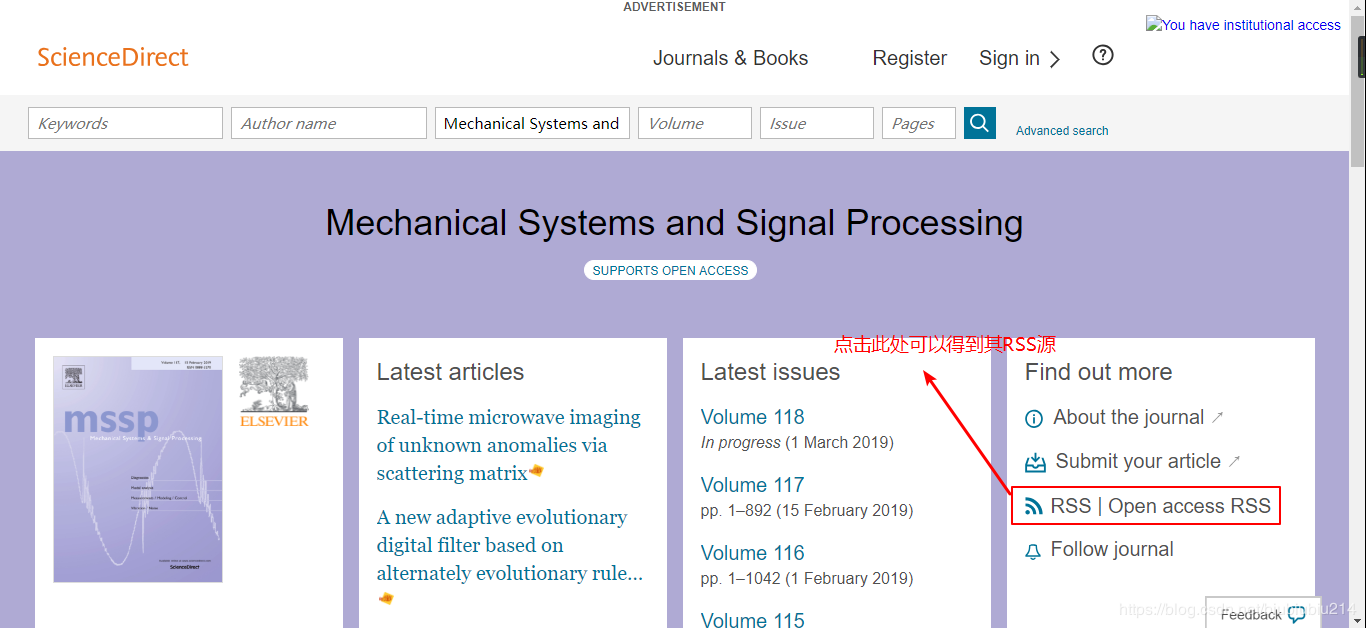 ADVERTISEMENT
You have institutional access
ScienceDirect
Journals & Books
Register
Sign in
Keywords
Author name
Mechanical Systems and
Volume
Issue
Pages
Advanced search
Mechanical Systems and Signal Processing
SUPPORTS OPEN ACCESS
点击此处可以得到其RSS源
mssp
Mechanical Systems & Signal Processing
ScienceDirect
ELSEVIER
Latest articles
Real-time microwave imaging
of unknown anomalies via
scattering matrix
A new adaptive evolutionary
digital filter based on
alternately evolutionary rule...
Latest issues
Volume 118
In progress (1 March 2019)
Volume 117
pp. 1–892 (15 February 2019)
Volume 116
pp. 1–1042 (1 February 2019)
Volume 115
Find out more
About the journal
Submit your article
RSS | Open access RSS
Follow journal
Feedback